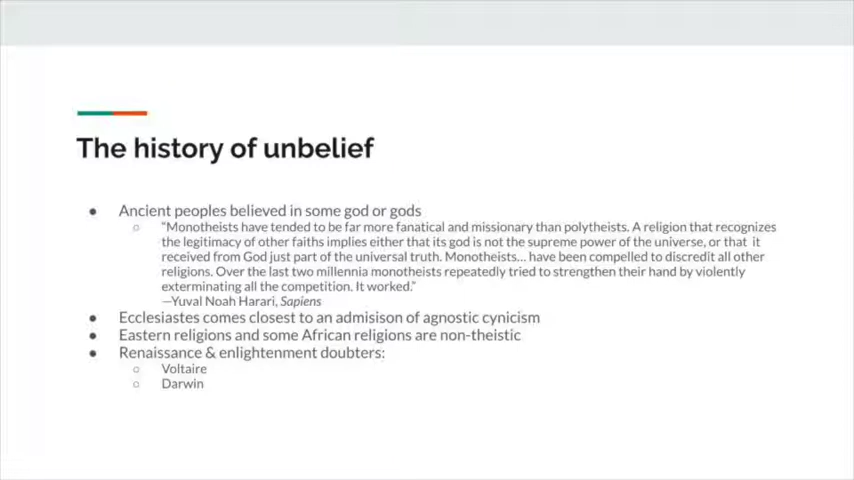 The history of unbelief
● Ancient peoples believed in some god or gods
○ “Monotheists have tended to be far more fanatical and missionary than polytheists. A religion that recognizes
the legitimacy of other faiths implies either that its god is not the supreme power of the universe, or that it
received from God just part of the universal truth. Monotheists... have been compelled to discredit all other
religions. Over the last two millennia monotheists repeatedly tried to strengthen their hand by violently
exterminating all the competition. It worked.”
—Yuval Noah Harari, Sapiens
● Ecclesiastes comes closest to an admisison of agnostic cynicism
● Eastern religions and some African religions are non-theistic
● Renaissance & enlightenment doubters:
○ Voltaire
○ Darwin